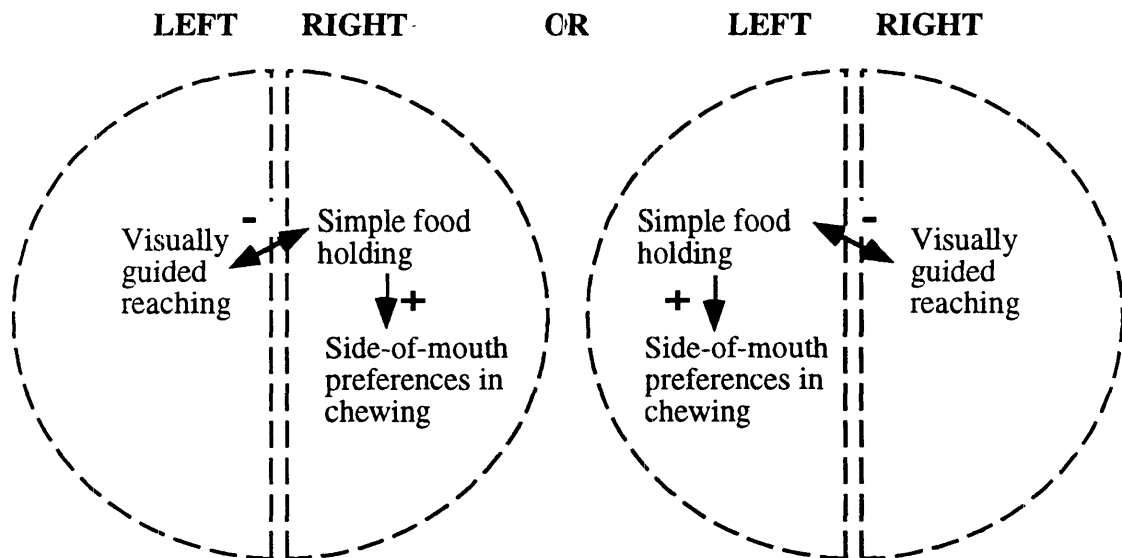 LEFT RIGHT OR LEFT RIGHT
-
Visually
guided
reaching
Simple food
holding
+
Side-of-mouth
preferences in
chewing
Simple food
holding
+
Side-of-mouth
preferences in
chewing
-
Visually
guided
reaching